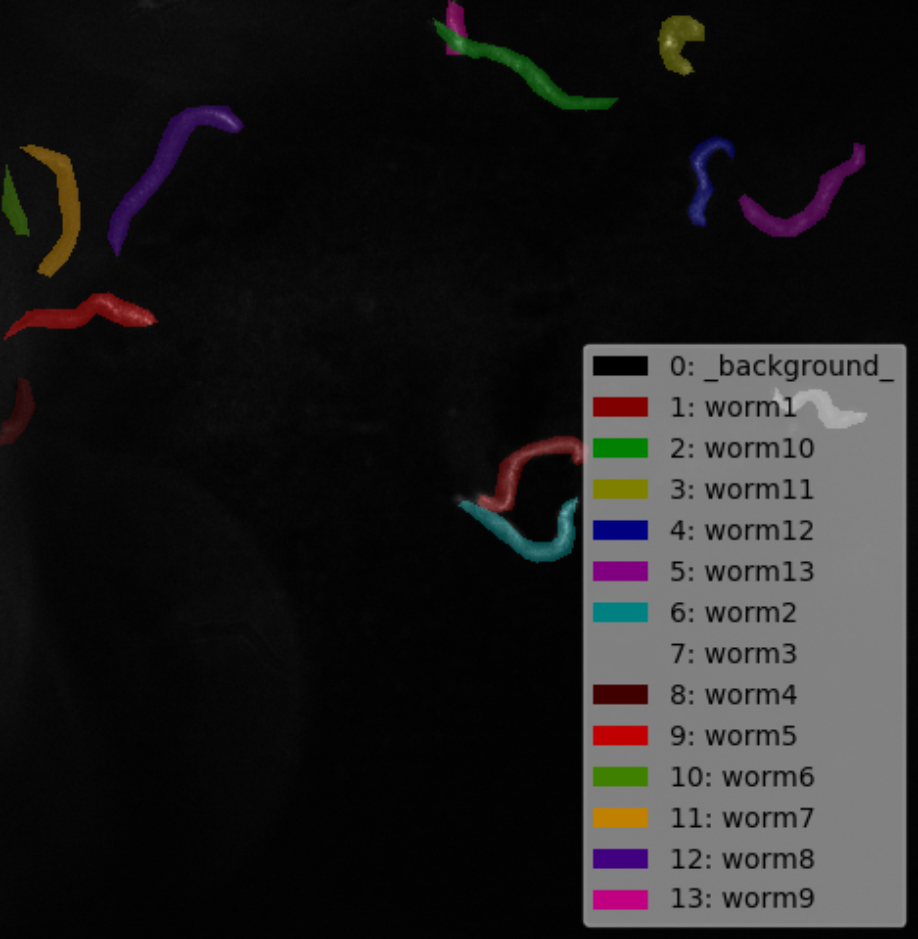 0: _background_
1: worm1
2: worm10
3: worm11
4: worm12
5: worm13
6: worm2
7: worm3
8: worm4
9: worm5
10: worm6
11: worm7
12: worm8
13: worm9